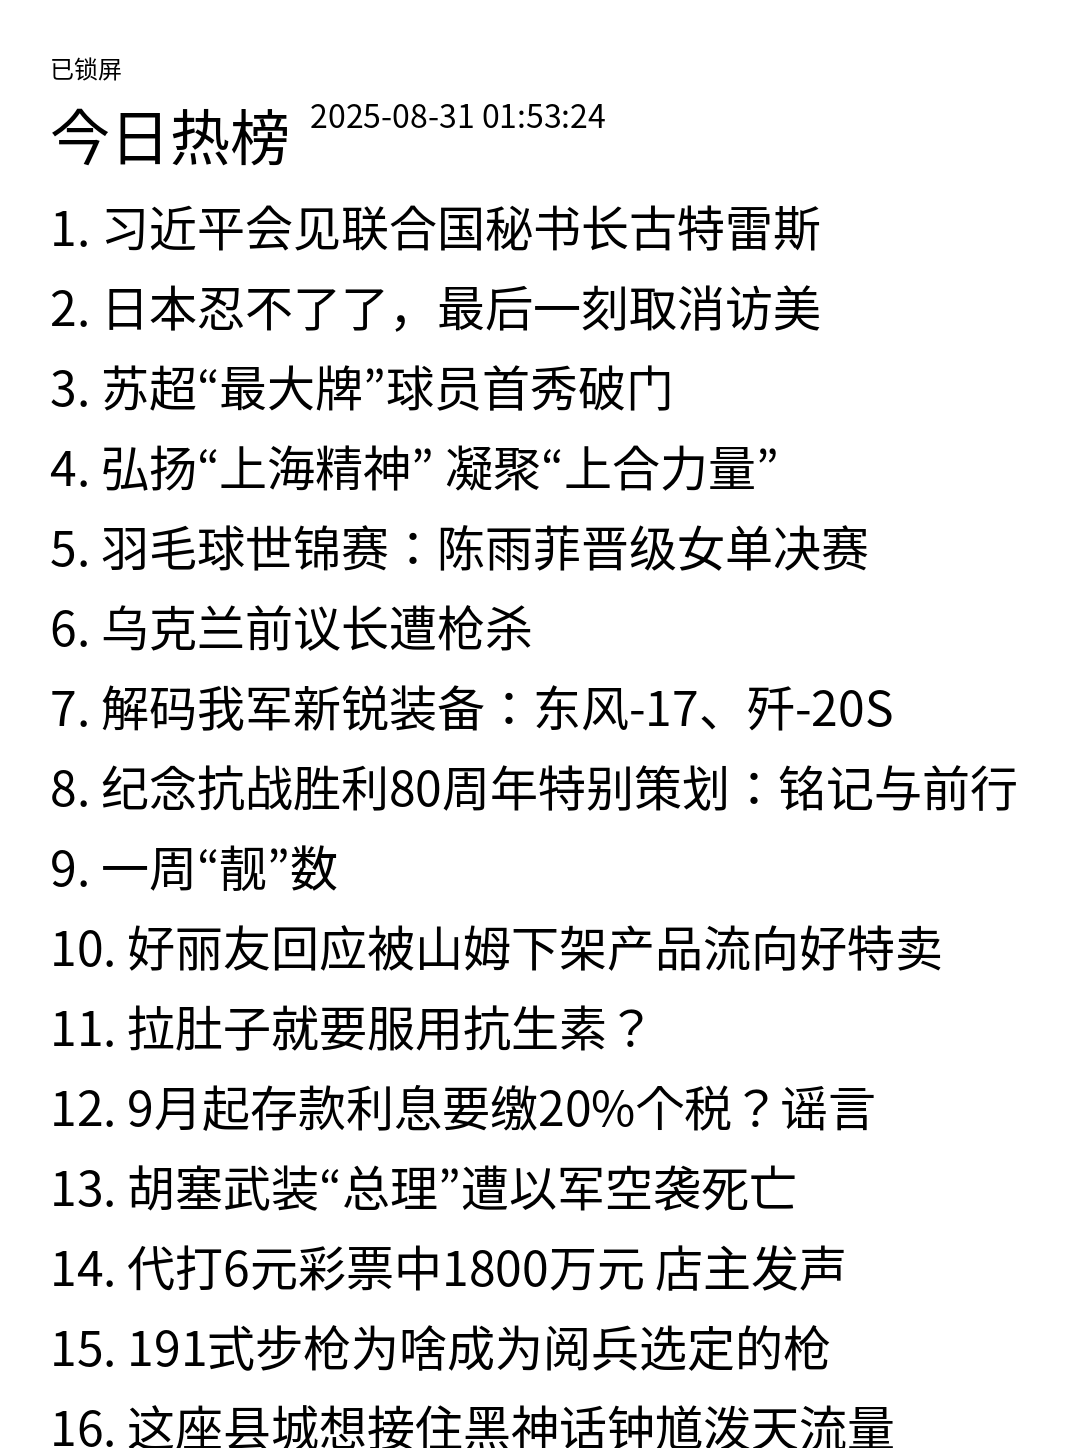 已锁屏
今日热榜 2025-08-31 01:53:24
1. 习近平会见联合国秘书长古特雷斯
2. 日本忍不了了，最后一刻取消访美
3. 苏超“最大牌”球员首秀破门
4. 弘扬“上海精神” 凝聚“上合力量”
5. 羽毛球世锦赛：陈雨菲晋级女单决赛
6. 乌克兰前议长遭枪杀
7. 解码我军新锐装备：东风-17、歼-20S
8. 纪念抗战胜利80周年特别策划：铭记与前行
9. 一周“靓”数
10. 好丽友回应被山姆下架产品流向好特卖
11. 拉肚子就要服用抗生素？
12. 9月起存款利息要缴20%个税？谣言
13. 胡塞武装“总理”遭以军空袭死亡
14. 代打6元彩票中1800万元 店主发声
15. 191式步枪为啥成为阅兵选定的枪
16. 这座县城想接住黑神话钟馗泼天流量